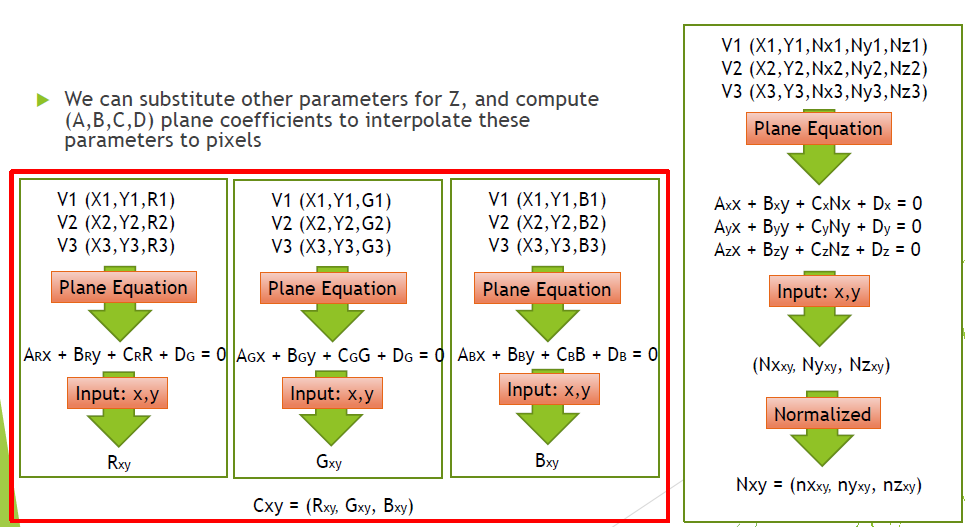 We can substitute other parameters for Z, and compute
(A,B,C,D) plane coefficients to interpolate these
parameters to pixels
V1 (X1,Y1,R1)
V2 (X2,Y2,R2)
V3 (X3,Y3,R3)
Plane Equation
ARx + BRy + CRR + DG = 0
Input: x,y
Rxy
V1 (X1,Y1,G1)
V2 (X2,Y2,G2)
V3 (X3,Y3,G3)
Plane Equation
AGx + BGy + CGG + DG = 0
Input: x,y
Gxy
V1 (X1,Y1,B1)
V2 (X2,Y2,B2)
V3 (X3,Y3,B3)
Plane Equation
ABx + BBy + CBB + DB = 0
Input: x,y
Bxy
Cxy = (Rxy, Gxy, Bxy)
V1 (X1,Y1,Nx1,Ny1,Nz1)
V2 (X2,Y2,Nx2,Ny2,Nz2)
V3 (X3,Y3,Nx3,Ny3,Nz3)
Plane Equation
Axx + Bxy + CxNx + Dx = 0
Ayx + Byy + CyNy + Dy = 0
Azx + Bzy + CzNz + Dz = 0
Input: x,y
(Nxxy, Nyxy, Nzxy)
Normalized
Nxy = (nxxy, nyxy, nzxy)